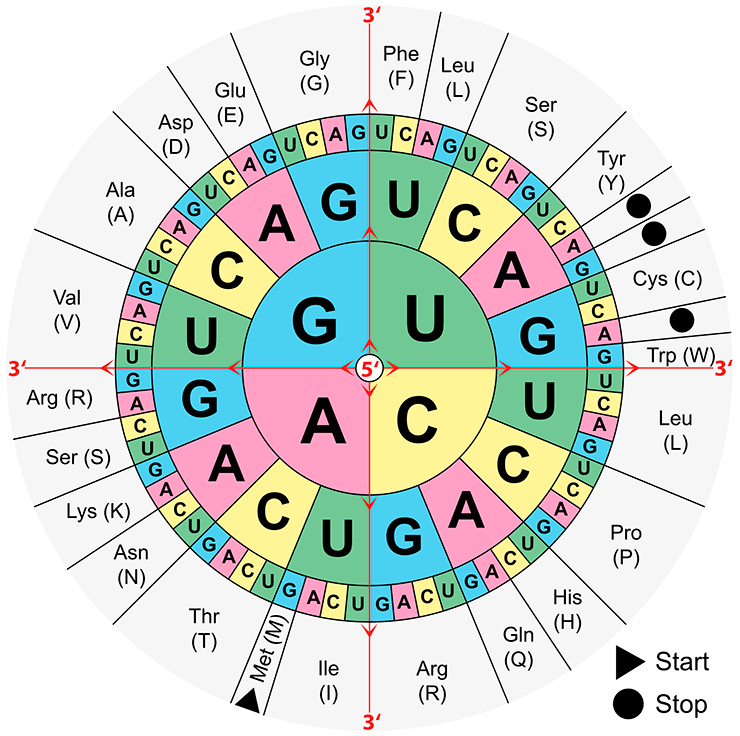 3‘
Phe
(F)
Leu
(L)
Ser
(S)
Tyr
(Y)
Cys (C)
Trp (W)
3‘
Leu
(L)
Pro
(P)
His
(H)
Gln
(Q)
Arg
(R)
3‘
Ile
(I)
Met (M)
Thr
(T)
Asn
(N)
Lys (K)
Ser (S)
Arg (R)
3‘
Val
(V)
Ala
(A)
Asp
(D)
Glu
(E)
Gly
(G)
U C A G U C A G U C A G U C A G
U C A G U C A G U C A G U C A G
U C A G U C A G U C A G U C A G
U C A G U C A G U C A G U C A G
U C A G
U C A G
U C A G
U C A G
G U
5‘
A C
Start
Stop